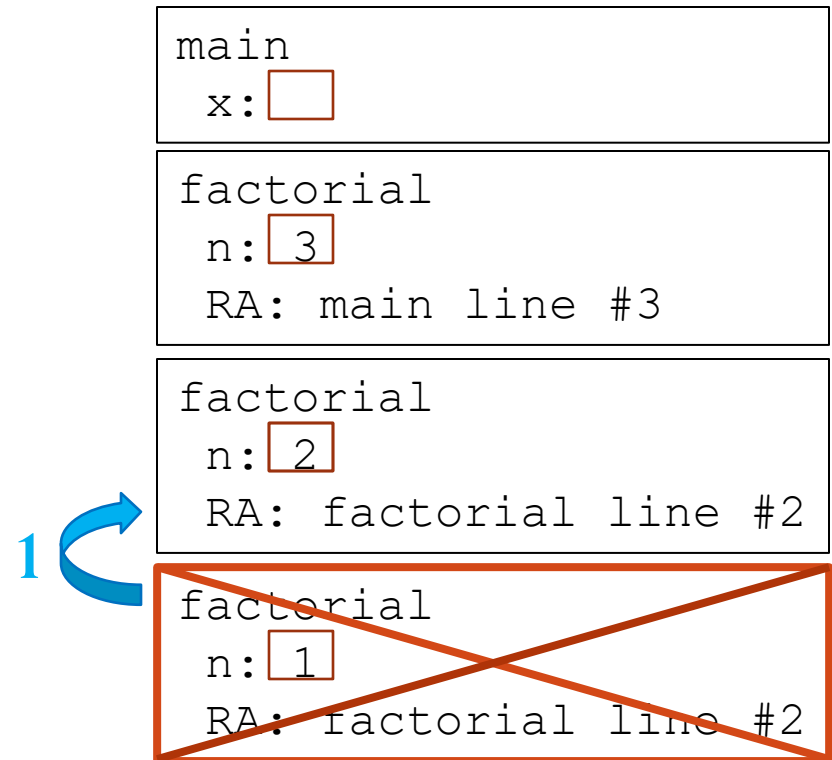 main
x:
factorial
n: 3
RA: main line #3
factorial
n: 2
RA: factorial line #2
1
factorial
n: 1
RA: factorial line #2